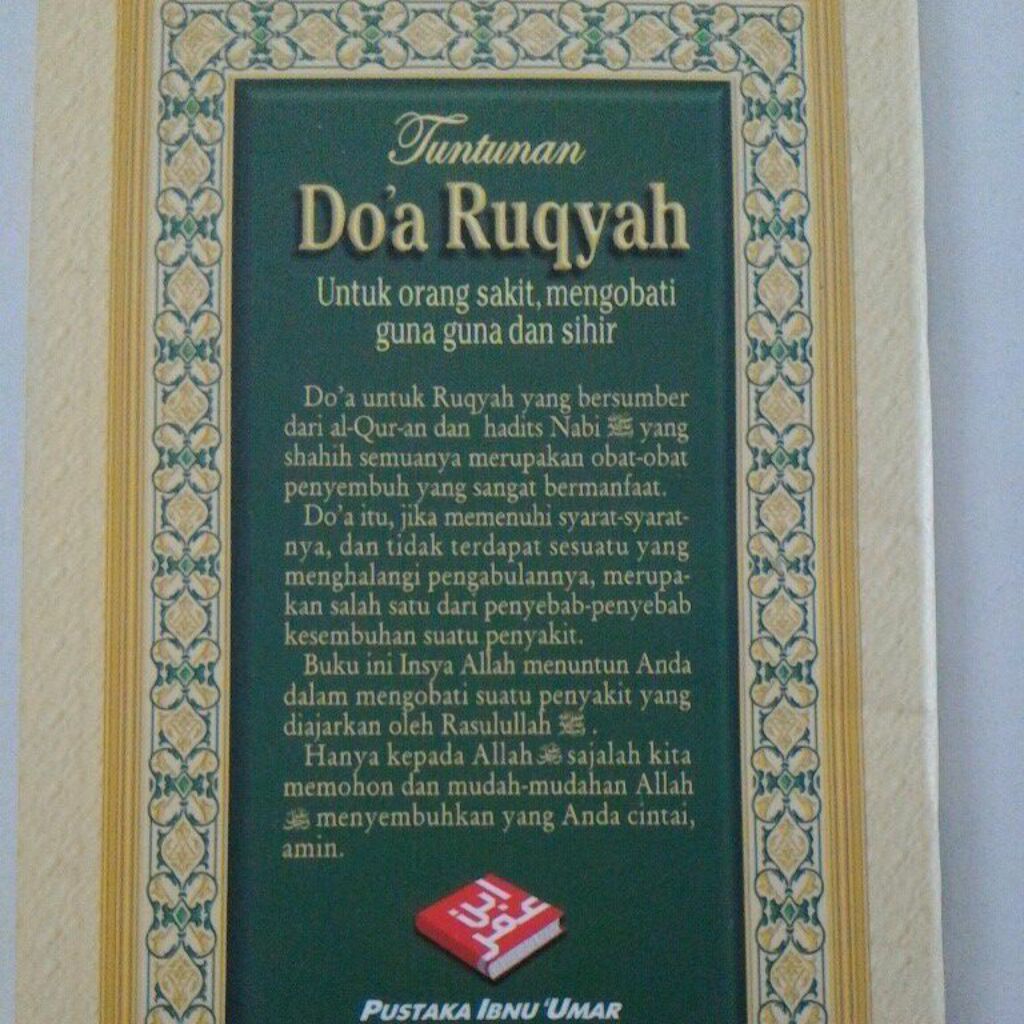 Tuntunan
Do'a Ruqyah
Untuk orang sakit, mengobati
guna guna dan sihir
Do'a untuk Ruqyah yang bersumber
dari al-Qur-an dan hadits Nabi ﷺ yang
shahih semuanya merupakan obat-obat
penyembuh yang sangat bermanfaat.
Do'a itu, jika memenuhi syarat-syarat-
nya, dan tidak terdapat sesuatu yang
menghalangi pengabulannya, merupa-
kan salah satu dari penyebab-penyebab
kesembuhan suatu penyakit.
Buku ini Insya Allah menuntun Anda
dalam mengobati suatu penyakit yang
diajarkan oleh Rasulullah ﷺ.
Hanya kepada Allah sajalah kita
memohon dan mudah-mudahan Allah
menyembuhkan yang Anda cintai,
amin.
ابن
عمر
PUSTAKA IBNU 'UMAR